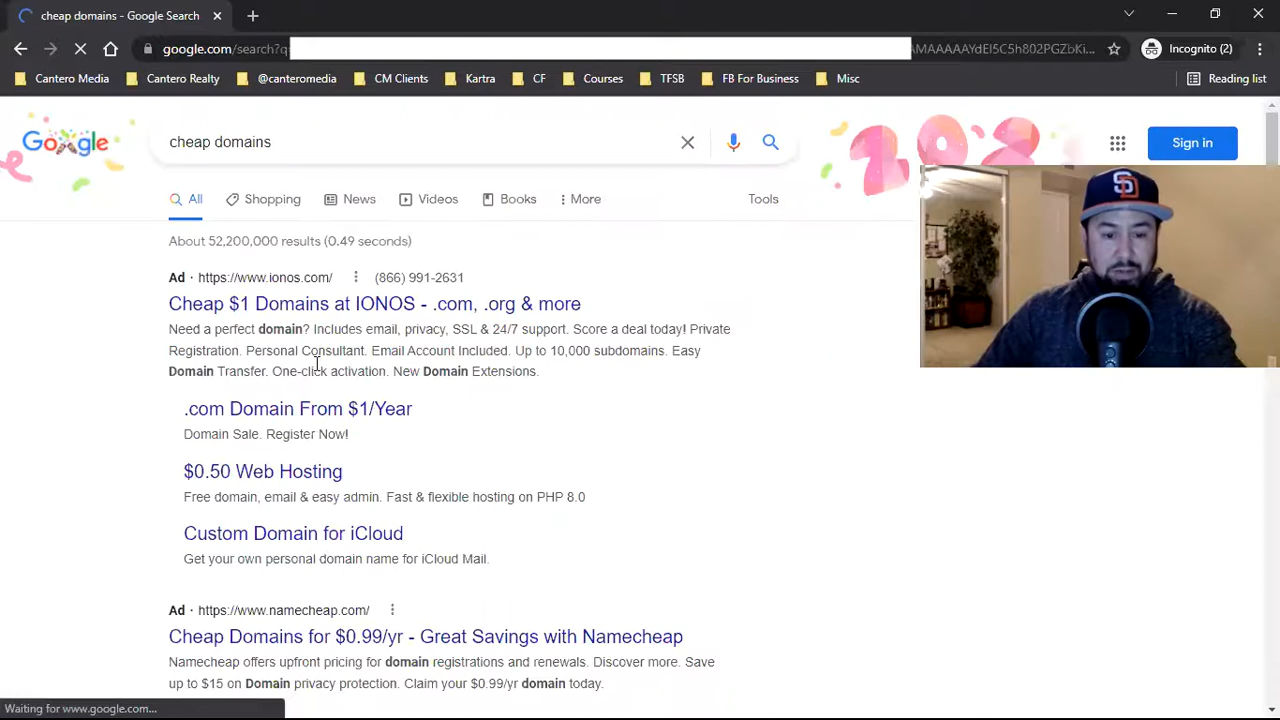 cheap domains - Google Search
google.com/search?q= AMAAAAAYdEI5C5h802PGZbKi...
Incognito (2)
Cantero Media
Cantero Realty
@canteromedia
CM Clients
Kartra
CF
Courses
TFSB
FB For Business
Misc
Reading list
Google
cheap domains
202
Sign in
All
Shopping
News
Videos
Books
More
Tools
About 52,200,000 results (0.49 seconds)
Ad · https://www.ionos.com/ (866) 991-2631
Cheap $1 Domains at IONOS - .com, .org & more
Need a perfect domain? Includes email, privacy, SSL & 24/7 support. Score a deal today! Private
Registration. Personal Consultant. Email Account Included. Up to 10,000 subdomains. Easy
Domain Transfer. One-click activation. New Domain Extensions.
.com Domain From $1/Year
Domain Sale. Register Now!
$0.50 Web Hosting
Free domain, email & easy admin. Fast & flexible hosting on PHP 8.0
Custom Domain for iCloud
Get your own personal domain name for iCloud Mail.
Ad · https://www.namecheap.com/
Cheap Domains for $0.99/yr - Great Savings with Namecheap
Namecheap offers upfront pricing for domain registrations and renewals. Discover more. Save
up to $15 on Domain privacy protection. Claim your $0.99/yr domain today.
Waiting for www.google.com...